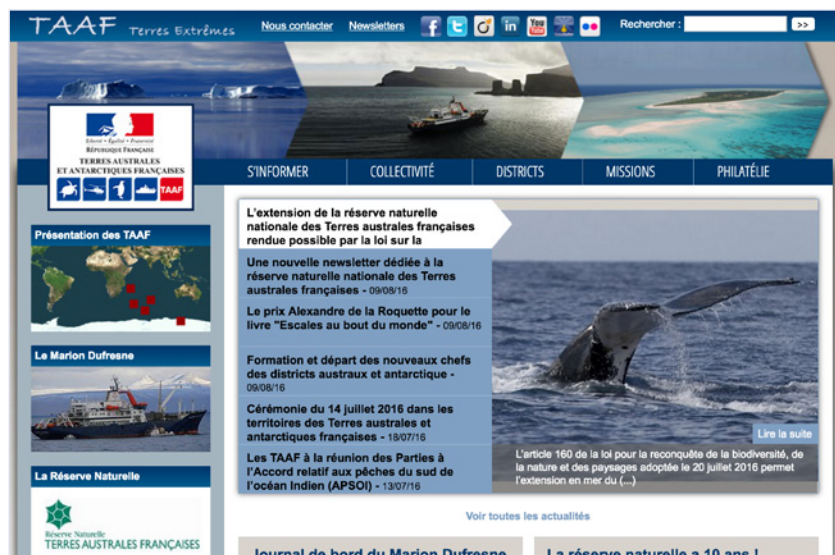 TAAF Terres Extrêmes
Nous contacter
Newsletters
You
Tube
Rechercher :
>>
Liberté • Égalité • Fraternité
RÉPUBLIQUE FRANÇAISE
TERRES AUSTRALES
ET ANTARCTIQUES FRANÇAISES
TAAF
S'INFORMER
COLLECTIVITÉ
DISTRICTS
MISSIONS
PHILATÉLIE
Présentation des TAAF
Le Marion Dufresne
La Réserve Naturelle
Réserve Naturelle
TERRES AUSTRALES FRANÇAISES
L'extension de la réserve naturelle
nationale des Terres australes françaises
rendue possible par la loi sur la
Une nouvelle newsletter dédiée à la
réserve naturelle nationale des Terres
australes françaises - 09/08/16
Le prix Alexandre de la Roquette pour le
livre "Escales au bout du monde" - 09/08/16
Formation et départ des nouveaux chefs
des districts austraux et antarctique -
09/08/16
Cérémonie du 14 juillet 2016 dans les
territoires des Terres australes et
antarctiques françaises - 18/07/16
Les TAAF à la réunion des Parties à
l'Accord relatif aux pêches du sud de
l'océan Indien (APSOI) - 13/07/16
Lire la suite
L'article 160 de la loi pour la reconquête de la biodiversité, de
la nature et des paysages adoptée le 20 juillet 2016 permet
l'extension en mer du (...)
Voir toutes les actualités
Journal de bord du Marion Dufresne
La réserve naturelle a 10 ans !